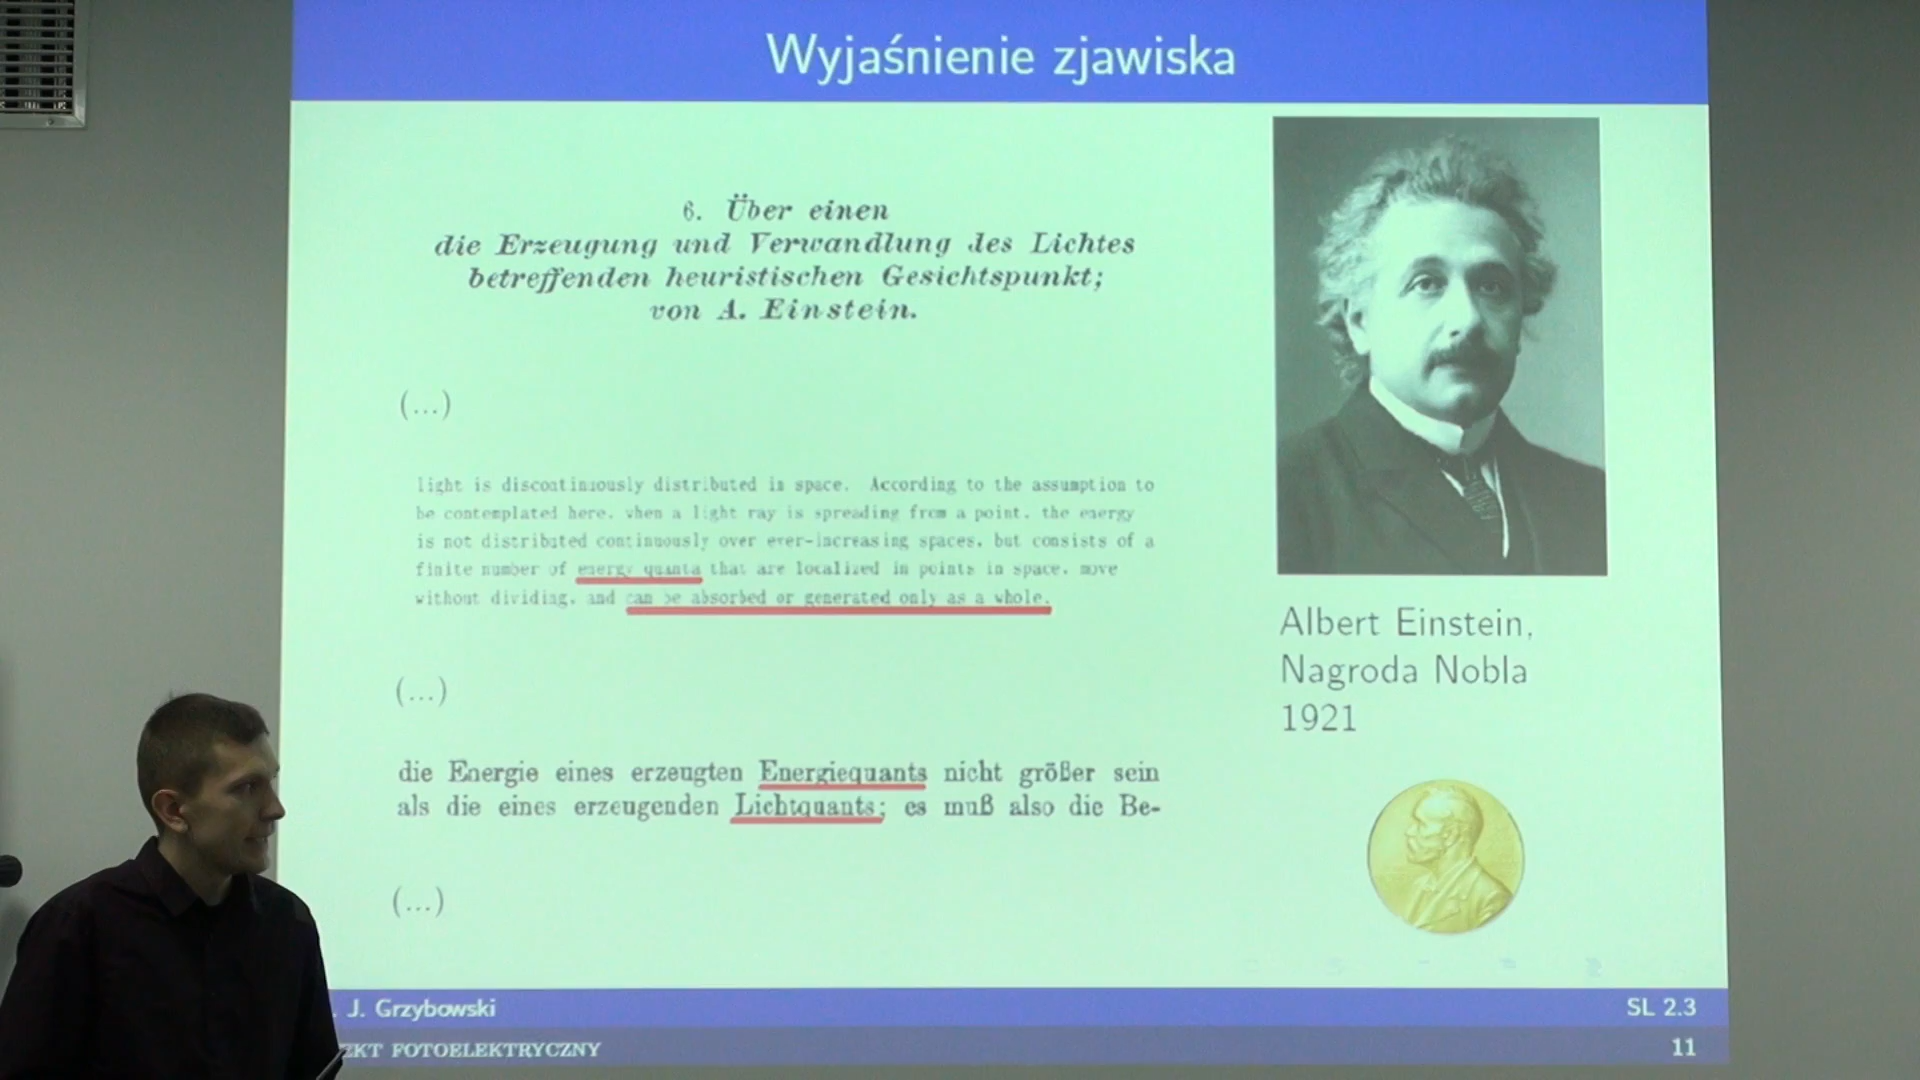 Wyjaśnienie zjawiska
6. Über einen
die Erzeugung und Verwandlung des Lichtes
betreffenden heuristischen Gesichtspunkt;
von A. Einstein.
(...)
light is discontinuously distributed in space. According to the assumption to
be contemplated here, when a light ray is spreading from a point, the energy
is not distributed continuously over ever-increasing spaces, but consists of a
finite number of energy quanta that are localized in points in space, move
without dividing, and can be absorbed or generated only as a whole.
(...)
die Energie eines erzeugten Energiequants nicht größer sein
als die eines erzeugenden Lichtquants; es muß also die Be-
(...)
Albert Einstein,
Nagroda Nobla
1921
. J. Grzybowski
SL 2.3
EKT FOTOELEKTRYCZNY
11